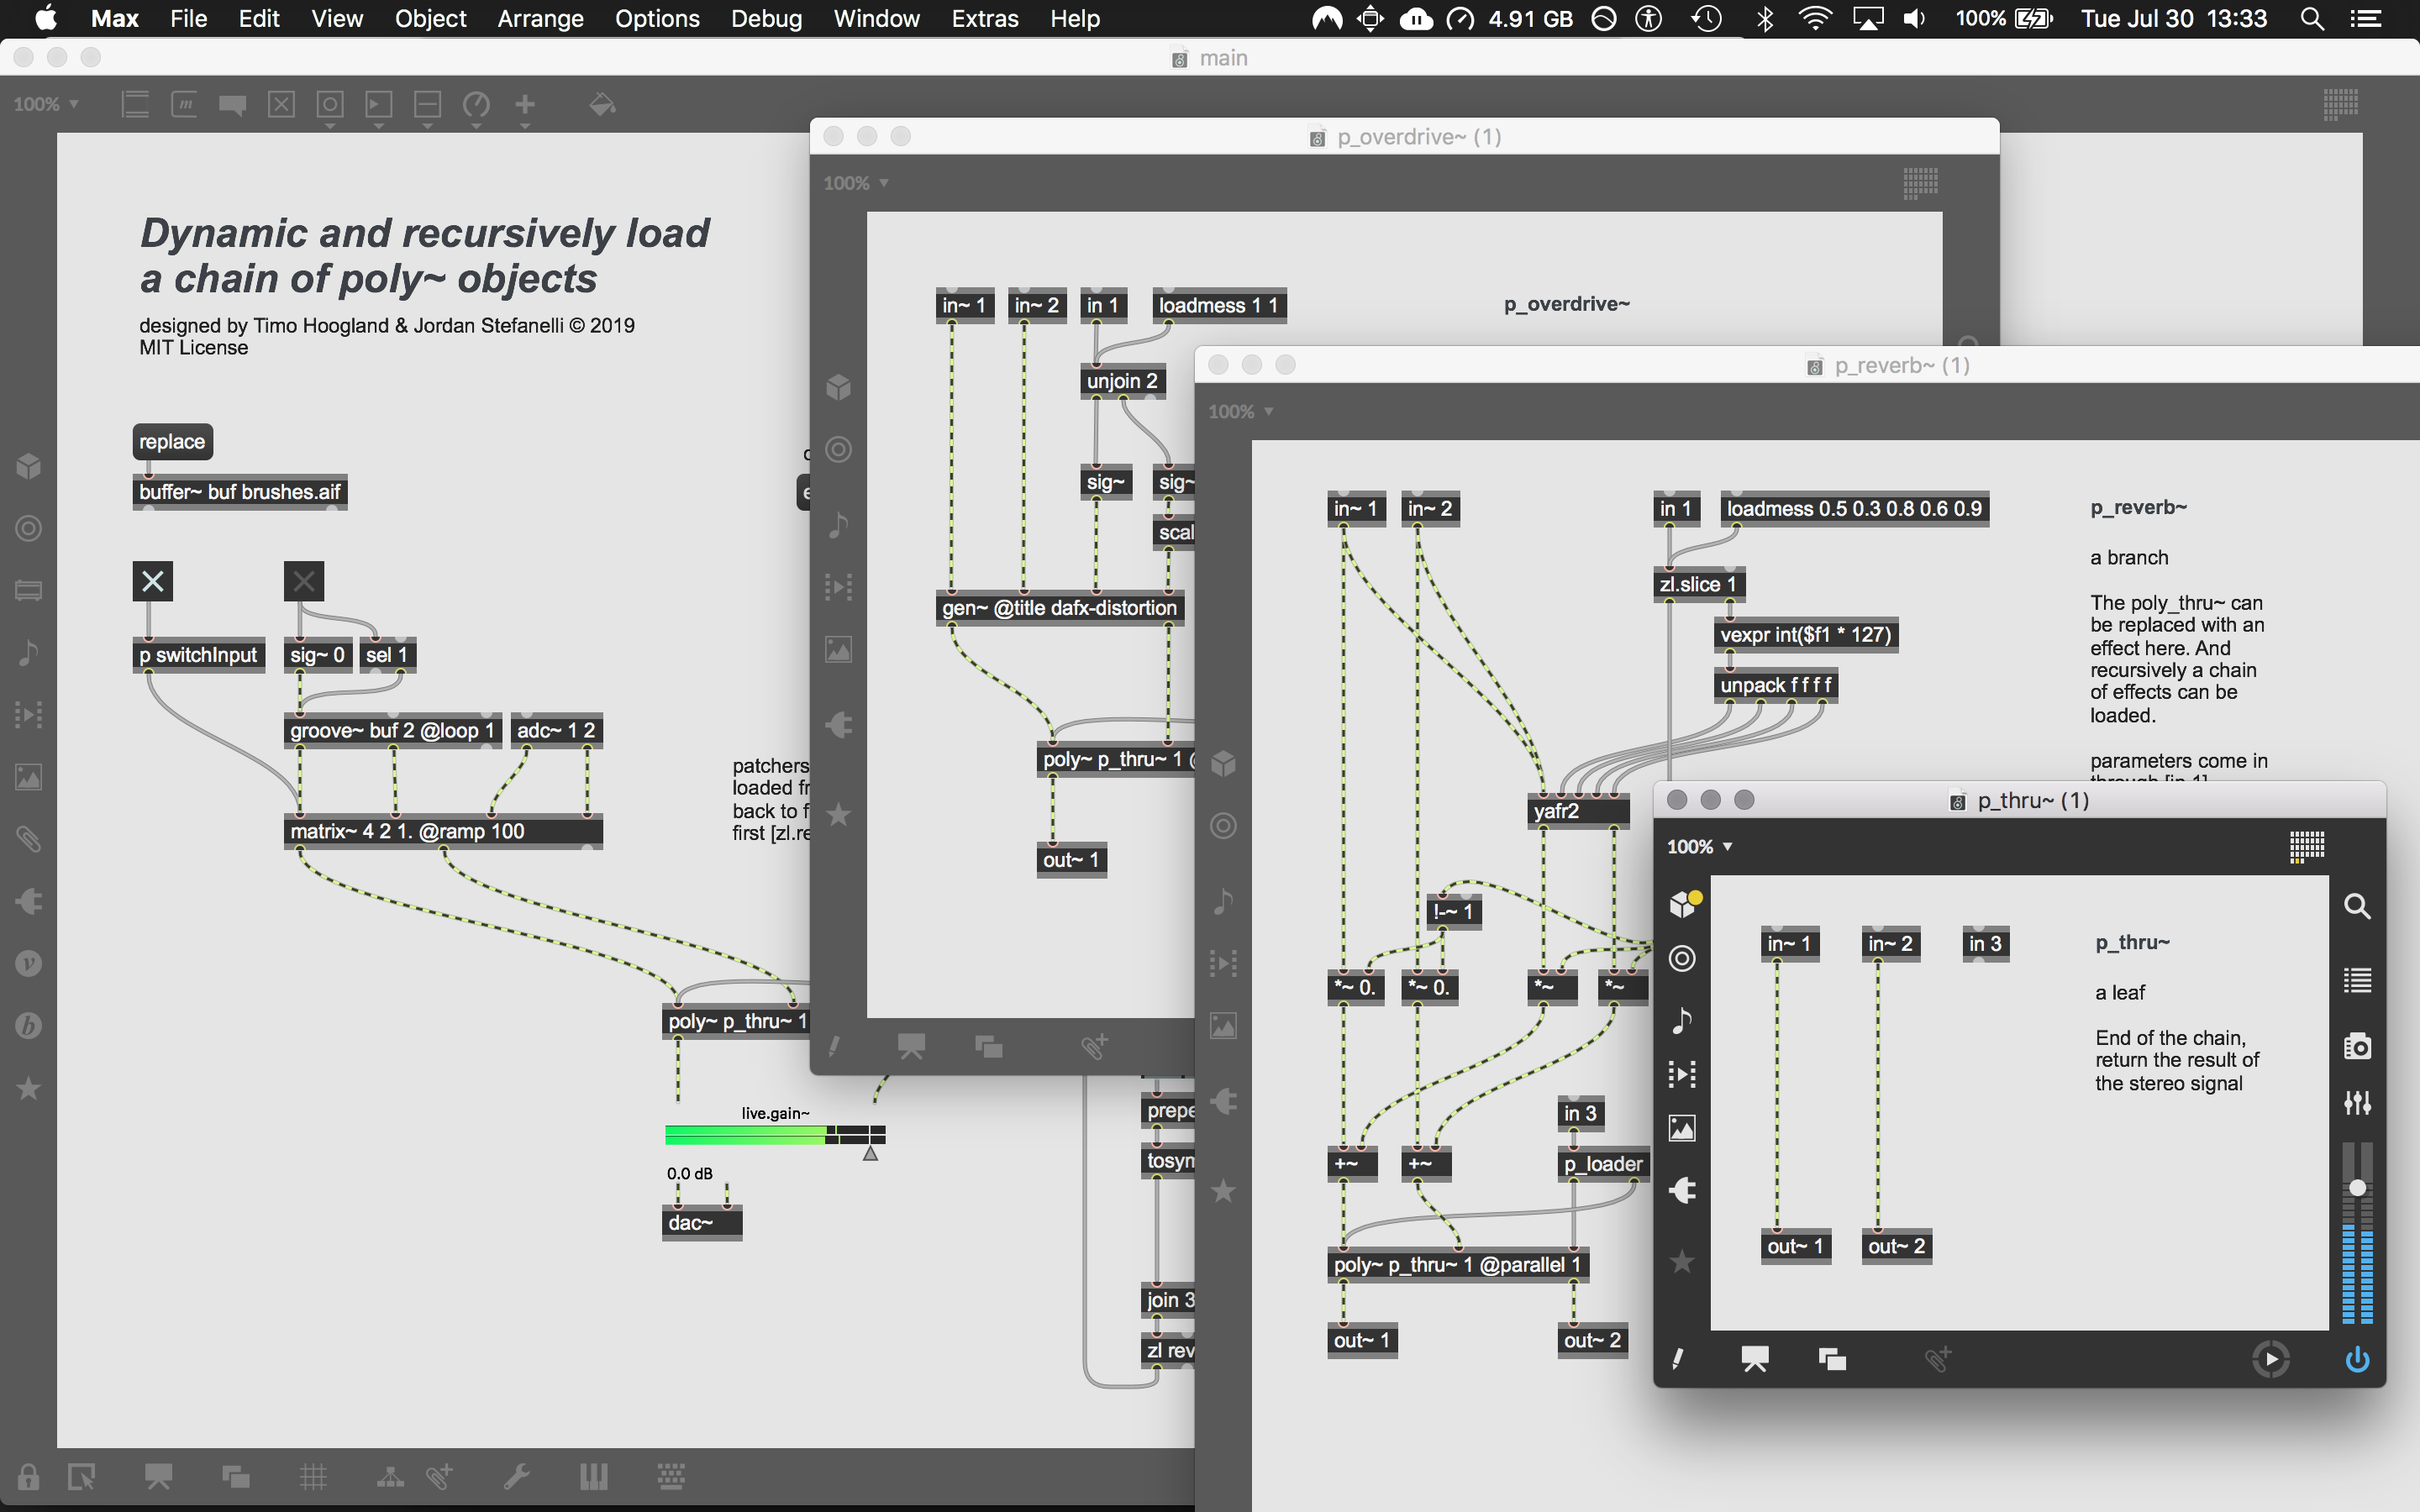 Max File Edit View Object Arrange Options Debug Window Extras Help 4.91 GB 100% Tue Jul 30 13:33
main
100%
Dynamic and recursively load
a chain of poly~ objects
designed by Timo Hoogland & Jordan Stefanelli © 2019
MIT License
replace
buffer~ buf brushes.aif
p switchInput
sig~ 0
sel 1
groove~ buf 2 @loop 1
adc~ 1 2
matrix~ 4 2 1. @ramp 100
patchers
loaded
back to
first
poly~ p_thru~ 1
live.gain~
0.0 dB
dac~
join 3
zl rev
p_overdrive~ (1)
100%
in~ 1
in~ 2
in 1
loadmess 1 1
p_overdrive~
unjoin 2
sig~
sig~
gen~ @title dafx-distortion
poly~ p_thru~ 1
out~ 1
p_reverb~ (1)
100%
in~ 1
in~ 2
in 1
loadmess 0.5 0.3 0.8 0.6 0.9
p_reverb~
a branch
The poly_thru~ can
be replaced with an
effect here. And
recursively a chain
of effects can be
loaded.
parameters come in
through [in 1]
zl.slice 1
vexpr int($f1 * 127)
unpack f f f f
yafr2
!-~ 1
*~ 0.
*~ 0.
*~
*~
in 3
+~
+~
p_loader
poly~ p_thru~ 1 @parallel 1
out~ 1
out~ 2
p_thru~ (1)
100%
in~ 1
in~ 2
in 3
p_thru~
a leaf
End of the chain,
return the result of
the stereo signal
out~ 1
out~ 2